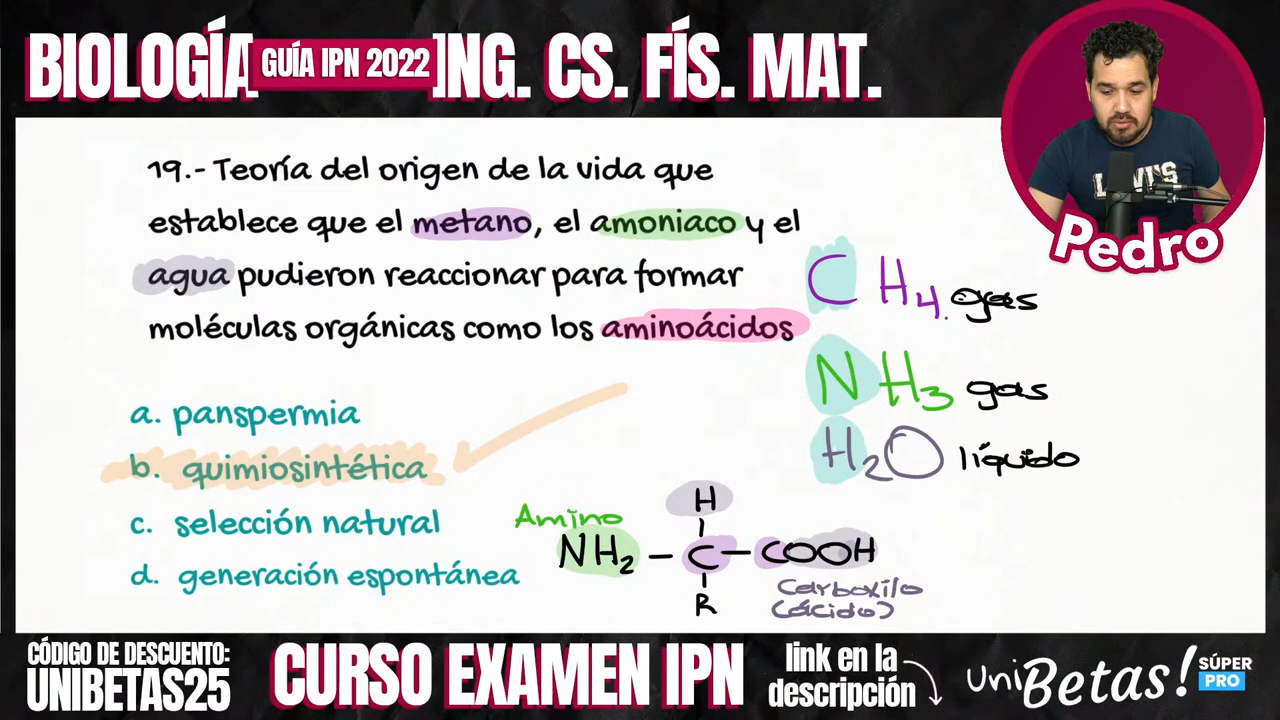 BIOLOGÍA GUÍA IPN 2022 ING. CS. FÍS. MAT.
LEVI'S
Pedro
19.- Teoría del origen de la vida que
establece que el metano, el amoniaco y el
agua pudieron reaccionar para formar
moléculas orgánicas como los aminoácidos
CH4 gas
NH3 gas
H2O líquido
a. panspermia
b. quimiosintética
c. selección natural
d. generación espontánea
H
Amino
NH2 - C - COOH
R
Carboxilo
(ácido)
CÓDIGO DE DESCUENTO:
UNIBETAS25
CURSO EXAMEN IPN
link en la
descripción
uniBetas!
SÚPER
PRO